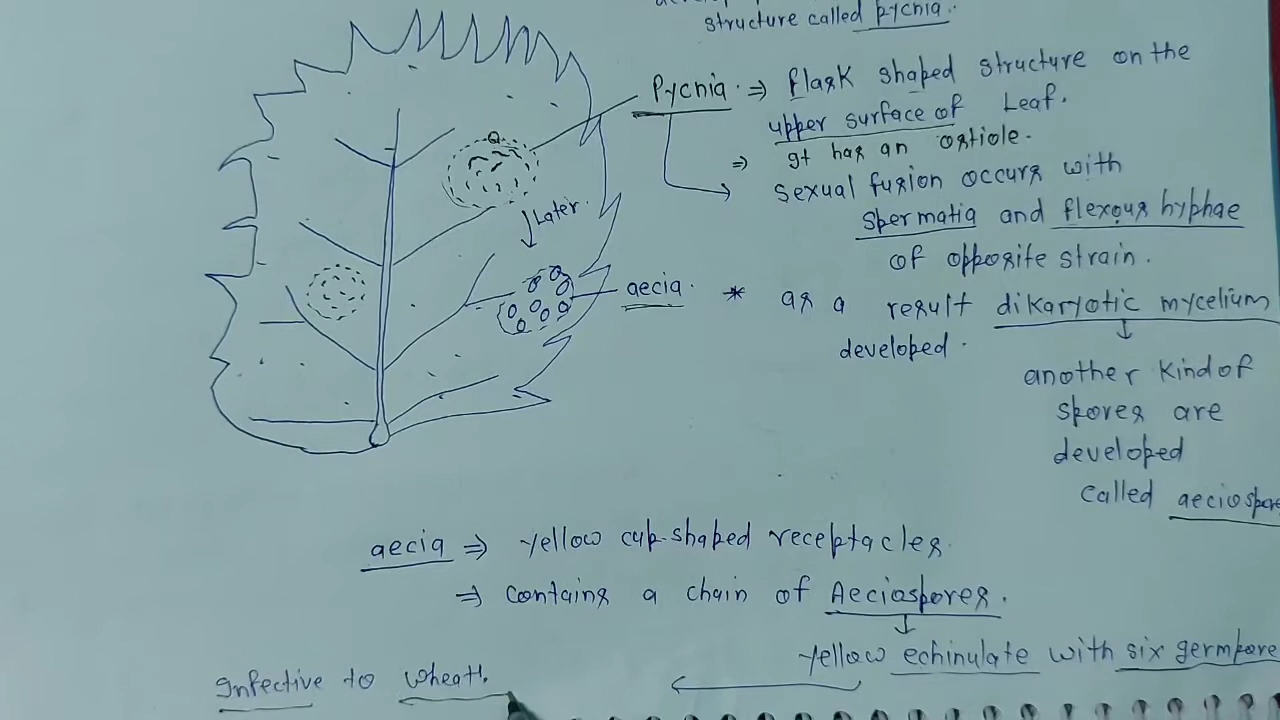 structure called pycnia.
Pycnia ⇒ flask shaped structure on the
upper surface of Leaf.
⇒ It has an ostiole.
sexual fusion occurs with
spermatia and flexous hyphae
of opposite strain.
Later
aecia * as a result dikaryotic mycelium
developed.
↓
another kind of
spores are
developed
called aeciospore
aecia ⇒ yellow cup-shaped receptacles.
⇒ contains a chain of Aeciospores.
↓
yellow echinulate with six germpore
Infective to wheat.